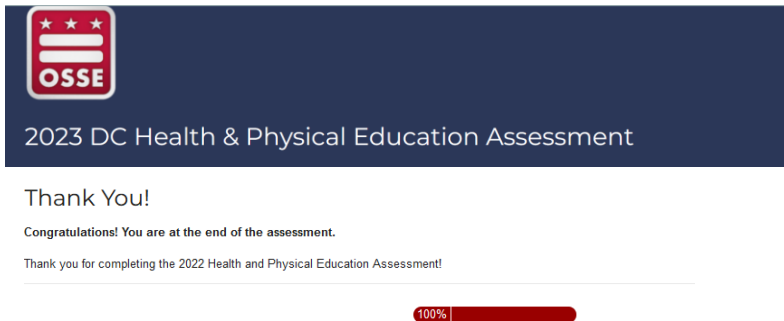 OSSE
2023 DC Health & Physical Education Assessment
Thank You!
Congratulations! You are at the end of the assessment.
Thank you for completing the 2022 Health and Physical Education Assessment!
100%